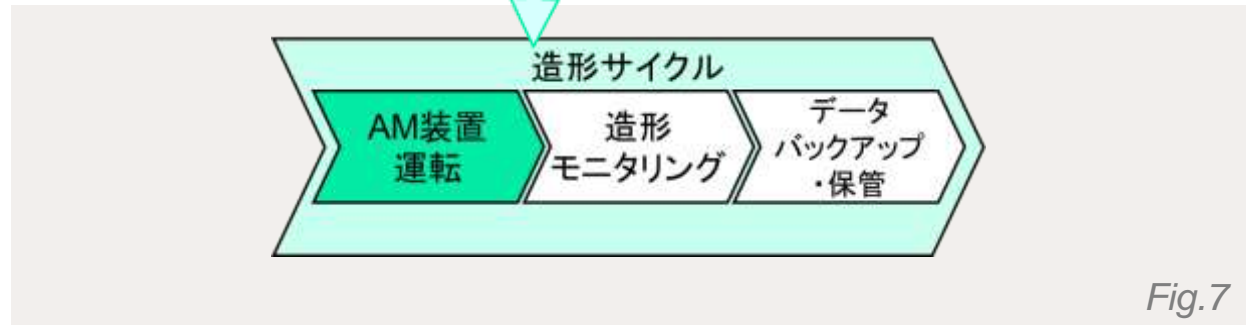 造形サイクル
AM装置
運転
造形
モニタリング
データ
バックアップ
・保管
Fig.7